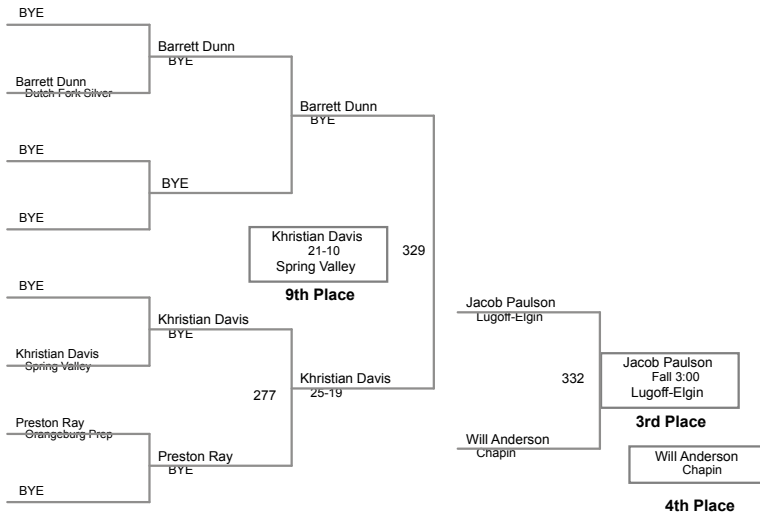 BYE
Barrett Dunn
BYE
Barrett Dunn
Dutch Fork Silver
Barrett Dunn
BYE
BYE
BYE
BYE
Khristian Davis
21-10
Spring Valley
9th Place
329
BYE
Khristian Davis
BYE
Khristian Davis
Spring Valley
277
Khristian Davis
25-19
Preston Ray
Orangeburg Prep
Preston Ray
BYE
BYE
Jacob Paulson
Lugoff-Elgin
332
Jacob Paulson
Fall 3:00
Lugoff-Elgin
3rd Place
Will Anderson
Chapin
Will Anderson
Chapin
4th Place